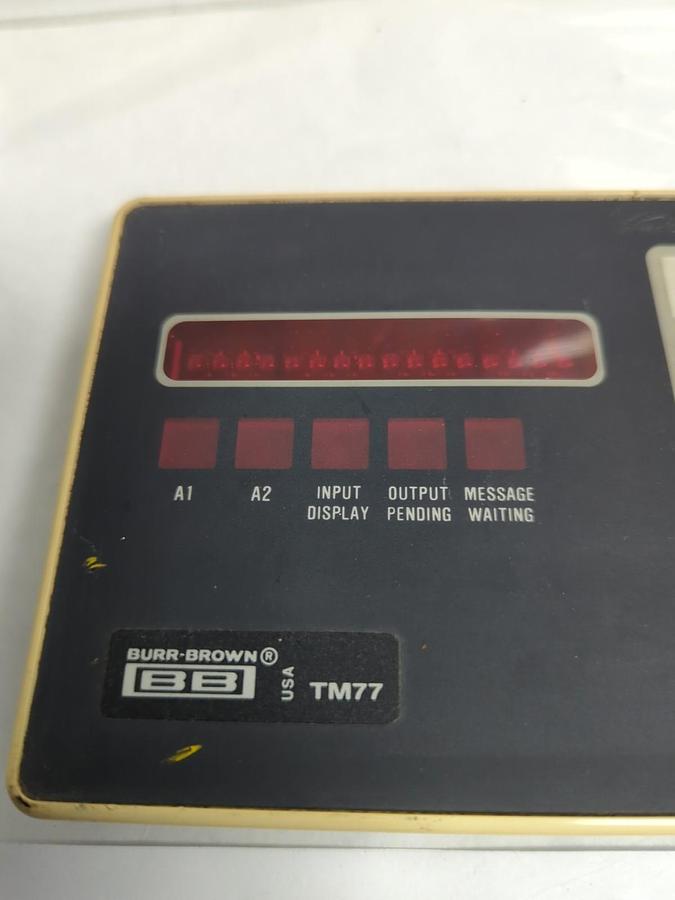 A1 A2 INPUT DISPLAY OUTPUT PENDING MESSAGE WAITING
BURR-BROWN®
BB
USA
TM77